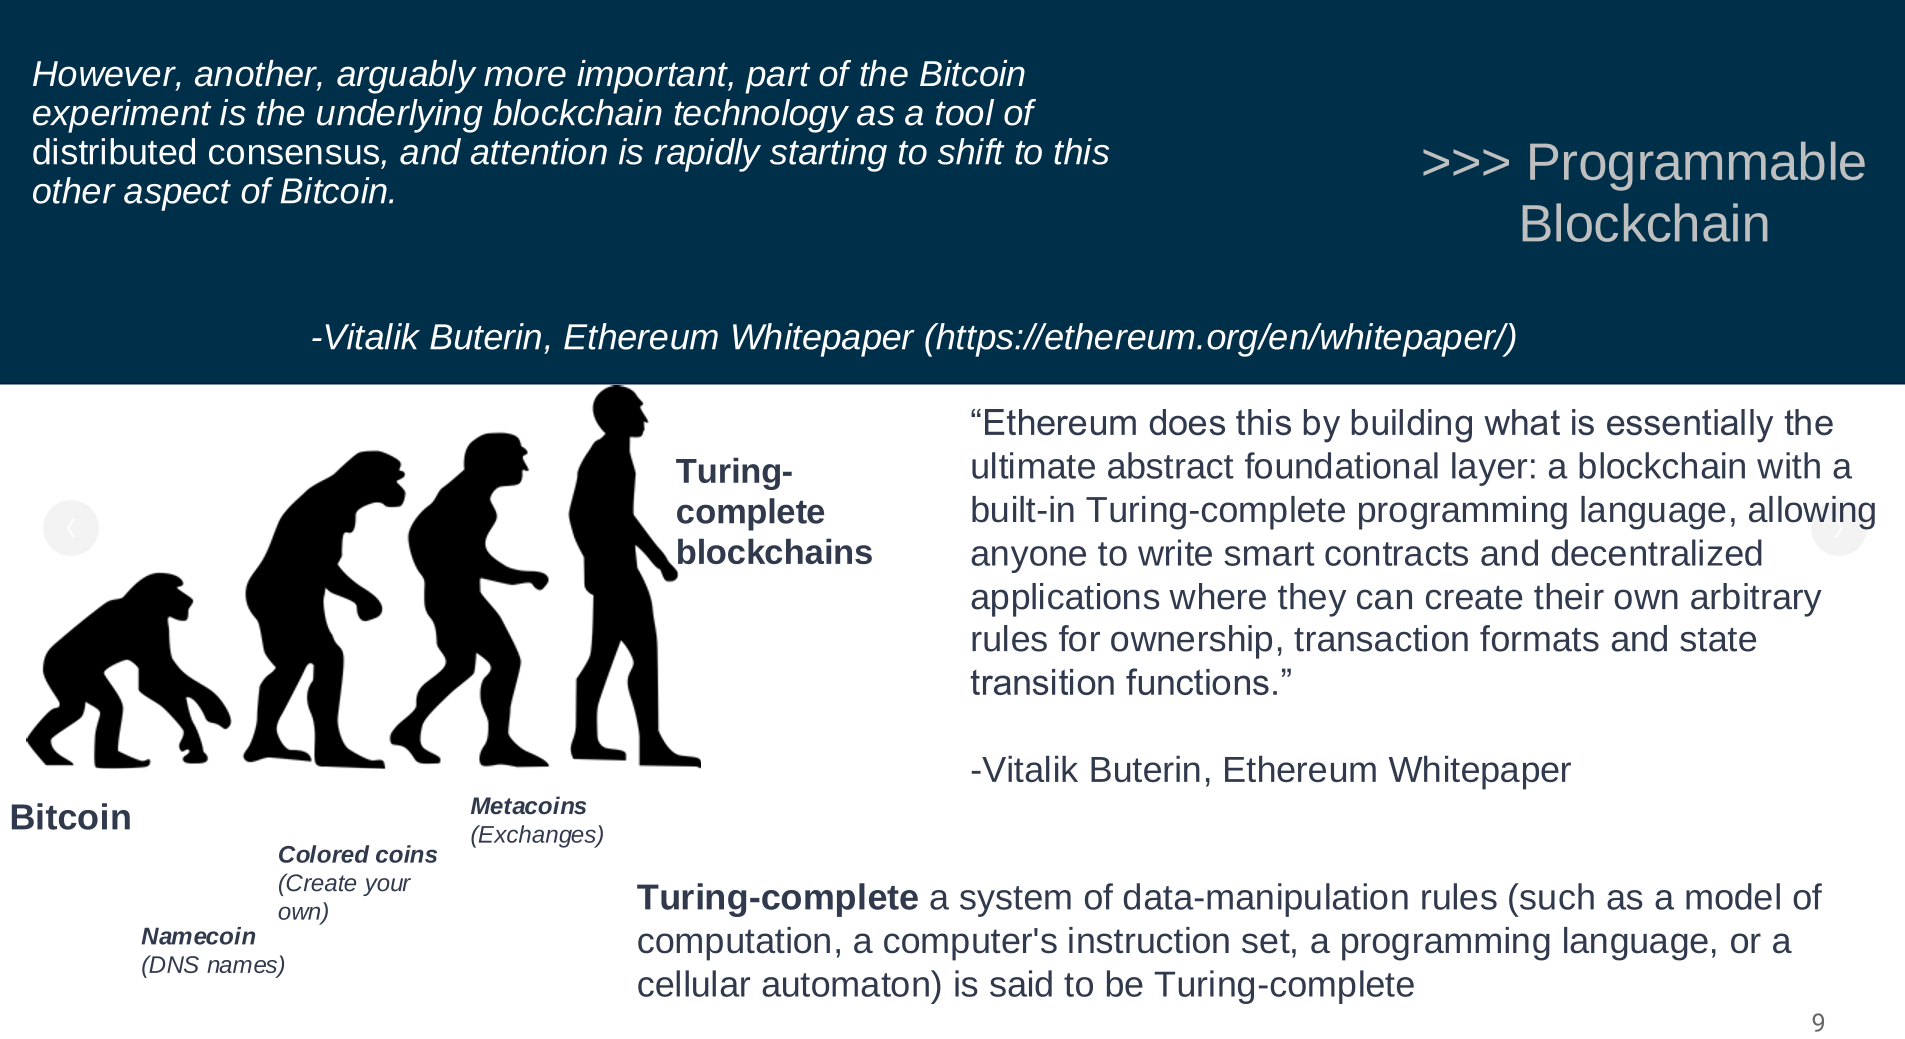 However, another, arguably more important, part of the Bitcoin
experiment is the underlying blockchain technology as a tool of
distributed consensus, and attention is rapidly starting to shift to this
other aspect of Bitcoin.
>>> Programmable
Blockchain
-Vitalik Buterin, Ethereum Whitepaper (https://ethereum.org/en/whitepaper/)
Turing-
complete
blockchains
“Ethereum does this by building what is essentially the
ultimate abstract foundational layer: a blockchain with a
built-in Turing-complete programming language, allowing
anyone to write smart contracts and decentralized
applications where they can create their own arbitrary
rules for ownership, transaction formats and state
transition functions.”
-Vitalik Buterin, Ethereum Whitepaper
Bitcoin
Metacoins
(Exchanges)
Colored coins
(Create your
own)
Namecoin
(DNS names)
Turing-complete a system of data-manipulation rules (such as a model of
computation, a computer's instruction set, a programming language, or a
cellular automaton) is said to be Turing-complete
9